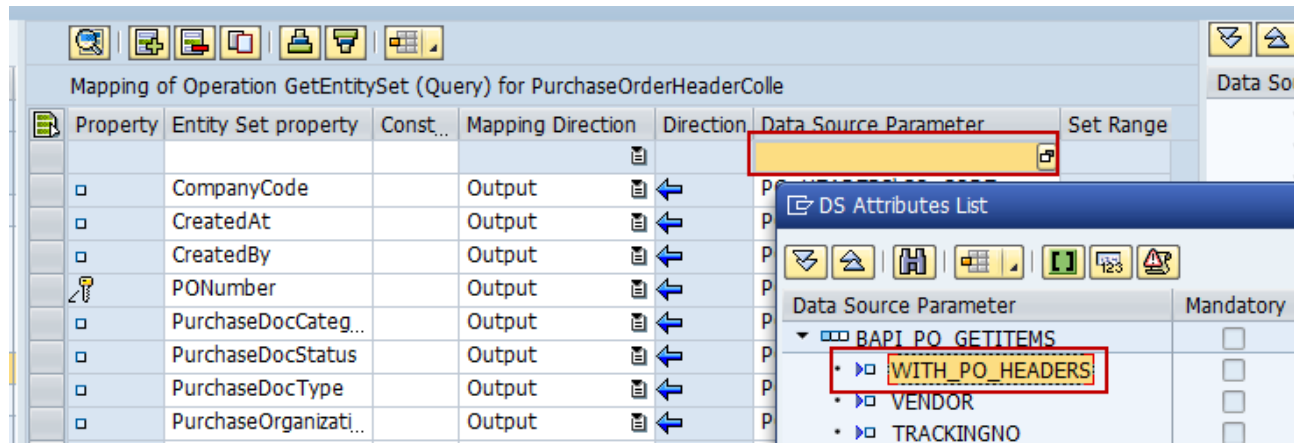 Mapping of Operation GetEntitySet (Query) for PurchaseOrderHeaderColle
Data So
Property Entity Set property Const... Mapping Direction Direction Data Source Parameter Set Range
CompanyCode Output
CreatedAt Output P
CreatedBy Output P
PONumber Output P
PurchaseDocCateg... Output P
PurchaseDocStatus Output P
PurchaseDocType Output P
PurchaseOrganizati... Output P
DS Attributes List
123
Data Source Parameter Mandatory
BAPI_PO_GETITEMS
WITH_PO_HEADERS
VENDOR
TRACKINGNO